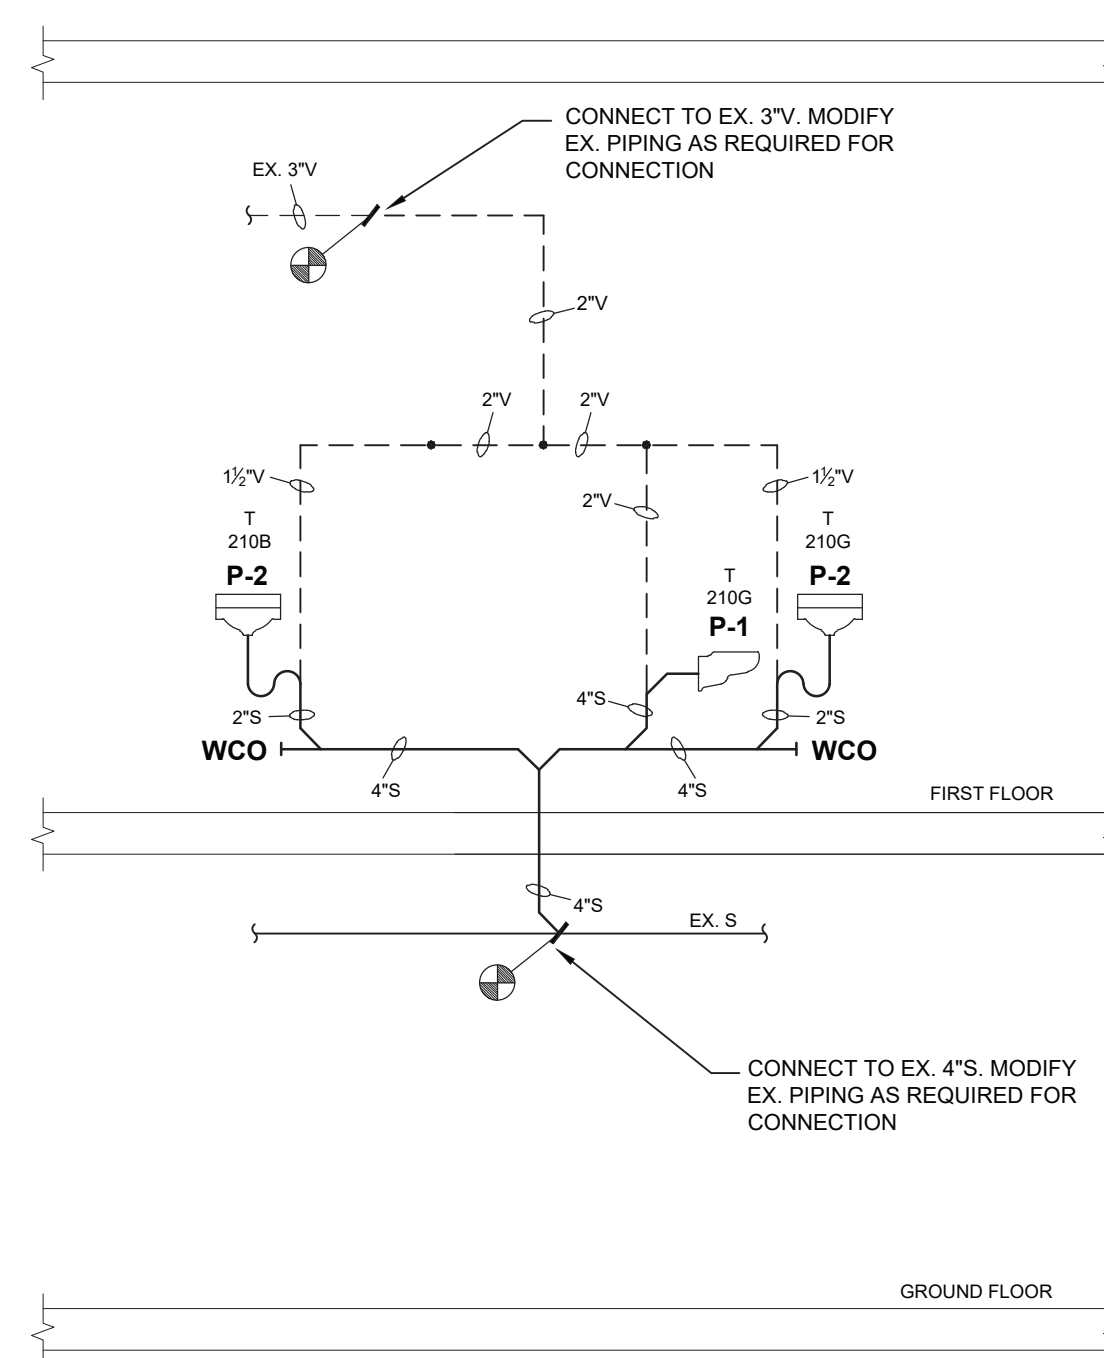 CONNECT TO EX. 3"V. MODIFY
EX. PIPING AS REQUIRED FOR
CONNECTION
EX. 3"V
2"V
2"V
2"V
1½"V
2"V
1½"V
T
210B
P-2
T
210G
P-2
T
210G
P-1
2"S
4"S
2"S
WCO
WCO
4"S
4"S
FIRST FLOOR
4"S
EX. S
CONNECT TO EX. 4"S. MODIFY
EX. PIPING AS REQUIRED FOR
CONNECTION
GROUND FLOOR